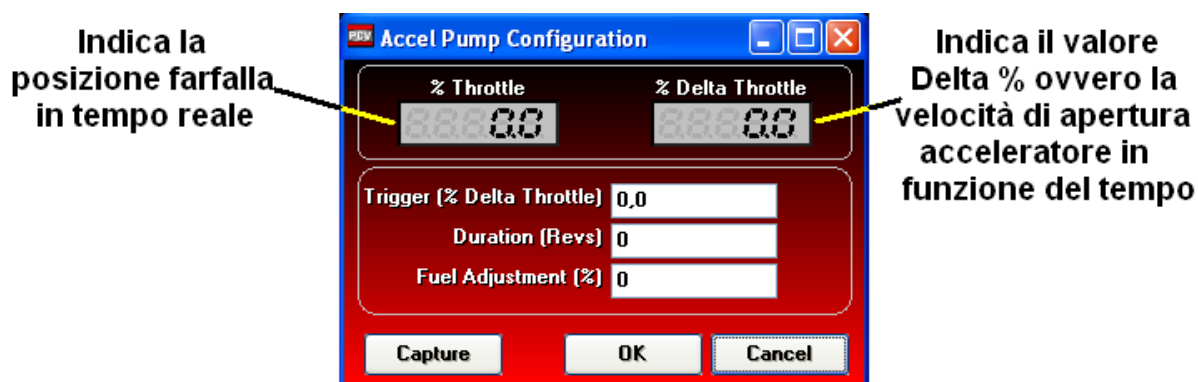 Indica la
posizione farfalla
in tempo reale
PCV Accel Pump Configuration
% Throttle
% Delta Throttle
0.0
0.0
Trigger (% Delta Throttle) 0,0
Duration (Revs) 0
Fuel Adjustment (%) 0
Capture
OK
Cancel
Indica il valore
Delta % ovvero la
velocità di apertura
acceleratore in
funzione del tempo